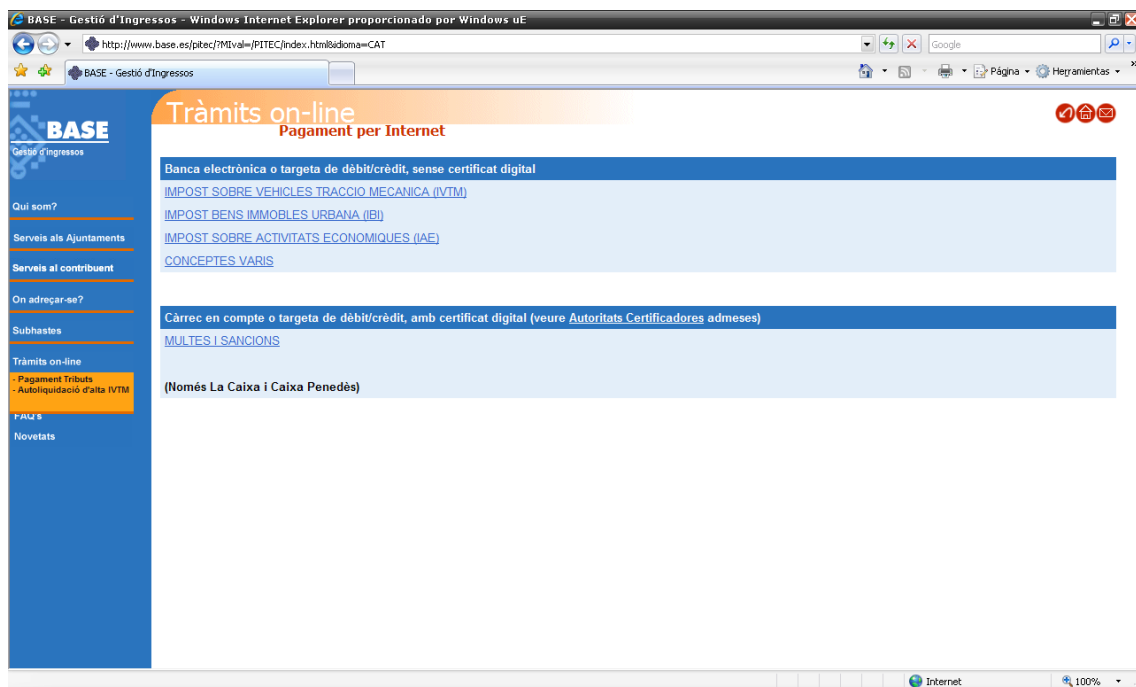 BASE - Gestió d'Ingressos - Windows Internet Explorer proporcionado por Windows uE
http://www.base.es/pitec/?MIval=/PITEC/index.html&idioma=CAT
Google
BASE - Gestió d'Ingressos
Página
Herramientas
BASE
Gestió d'ingressos
Tràmits on-line
Pagament per Internet
Qui som?
Serveis als Ajuntaments
Serveis al contribuent
On adreçar-se?
Subhastes
Tràmits on-line
- Pagament Tributs
- Autoliquidació d'alta IVTM
FAQ's
Novetats
Banca electrònica o targeta de dèbit/crèdit, sense certificat digital
IMPOST SOBRE VEHICLES TRACCIO MECANICA (IVTM)
IMPOST BENS IMMOBLES URBANA (IBI)
IMPOST SOBRE ACTIVITATS ECONOMIQUES (IAE)
CONCEPTES VARIS
Càrrec en compte o targeta de dèbit/crèdit, amb certificat digital (veure Autoritats Certificadores admeses)
MULTES I SANCIONS
(Només La Caixa i Caixa Penedès)
Internet
100%